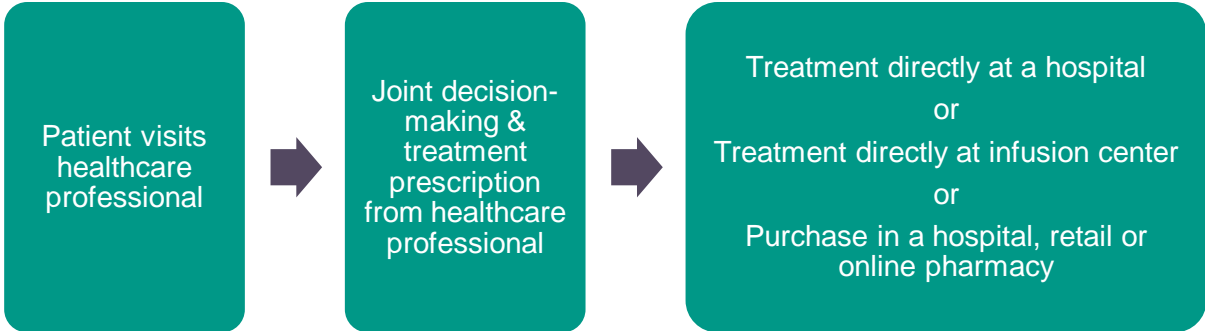 Patient visits
healthcare
professional
Joint decision-
making &
treatment
prescription
from healthcare
professional
Treatment directly at a hospital
or
Treatment directly at infusion center
or
Purchase in a hospital, retail or
online pharmacy